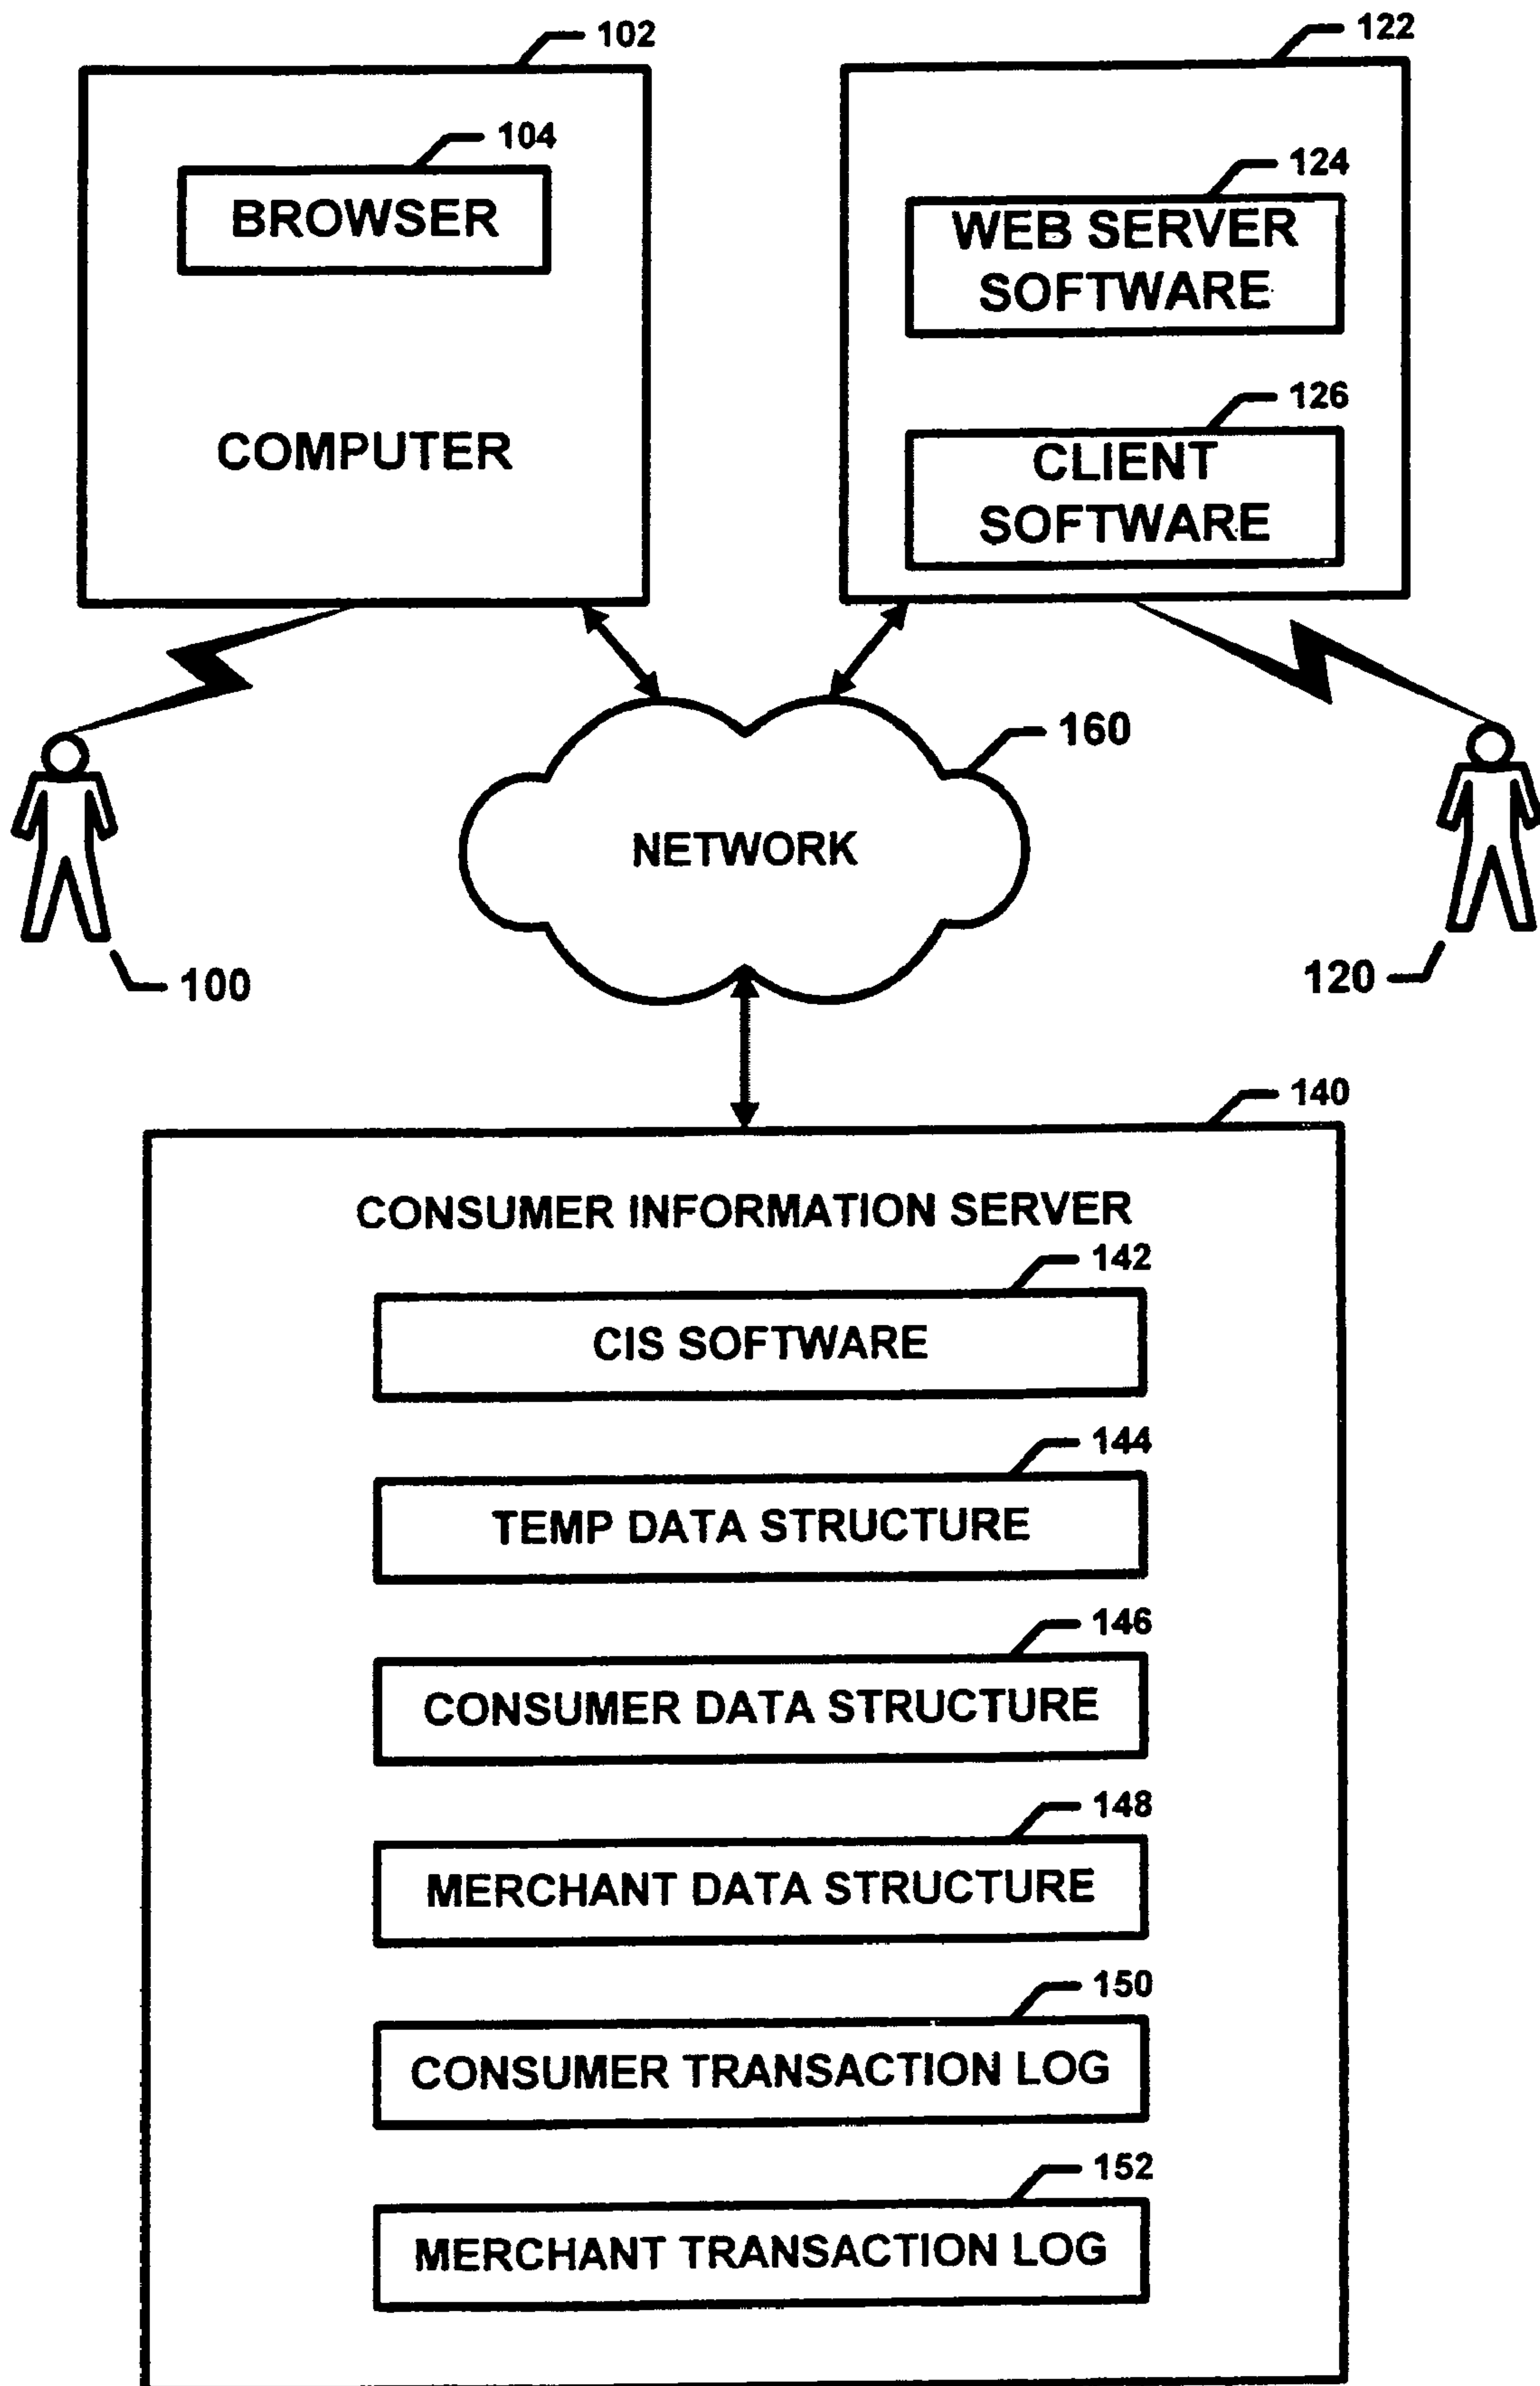 102
122
104
BROWSER
COMPUTER
124
WEB SERVER
SOFTWARE
126
CLIENT
SOFTWARE
160
NETWORK
100
120
140
CONSUMER INFORMATION SERVER
142
CIS SOFTWARE
144
TEMP DATA STRUCTURE
146
CONSUMER DATA STRUCTURE
148
MERCHANT DATA STRUCTURE
150
CONSUMER TRANSACTION LOG
152
MERCHANT TRANSACTION LOG